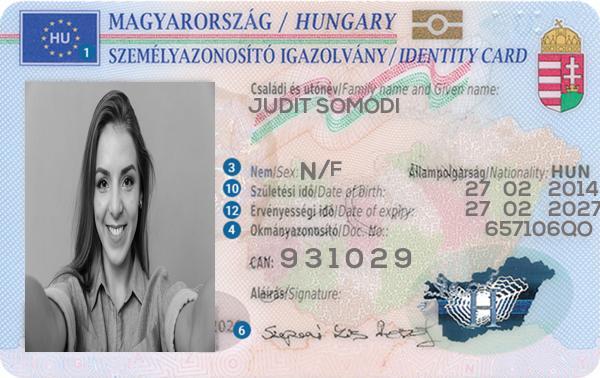 HU
1
MAGYARORSZÁG / HUNGARY
SZEMÉLYAZONOSÍTÓ IGAZOLVÁNY/IDENTITY CARD
Családi és utónév/Family name and Given name:
JUDIT SOMODI
3 Nem/Sex: N/F Állampolgárság/Nationality: HUN
10 Születési idő/Date of birth: 27 02 2014
12 Érvényességi idő/Date of expiry: 27 02 2027
4 Okmányazonosító/Doc. No.: 657106QO
CAN: 931029
Aláírás/Signature:
6